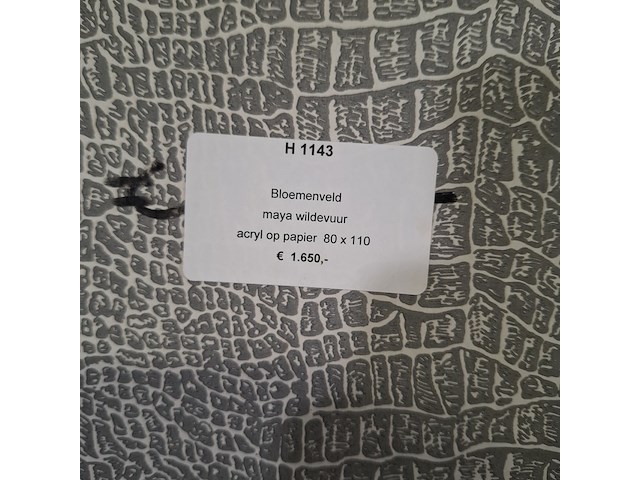 H 1143
Bloemenveld
maya wildevuur
acryl op papier 80 x 110
€ 1.650,-